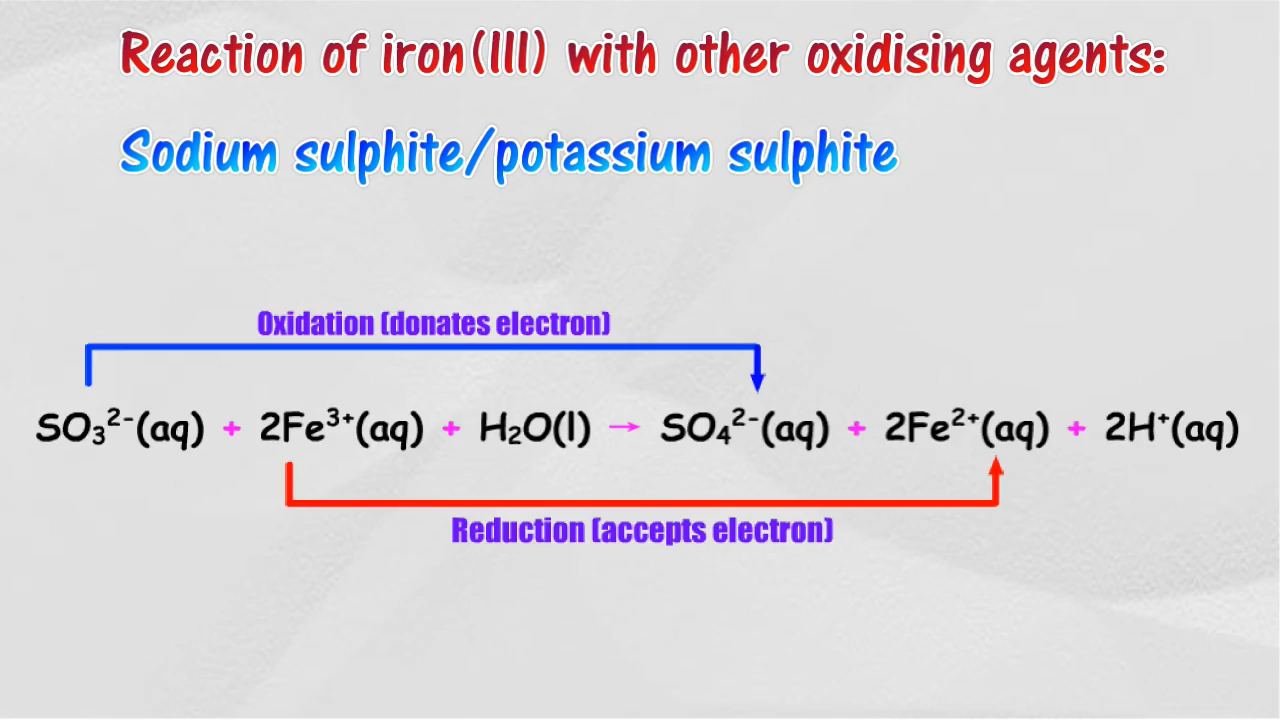 Reaction of iron(III) with other oxidising agents:
Sodium sulphite/potassium sulphite
Oxidation (donates electron)
SO₃²⁻(aq) + 2Fe³⁺(aq) + H₂O(l) → SO₄²⁻(aq) + 2Fe²⁺(aq) + 2H⁺(aq)
Reduction (accepts electron)